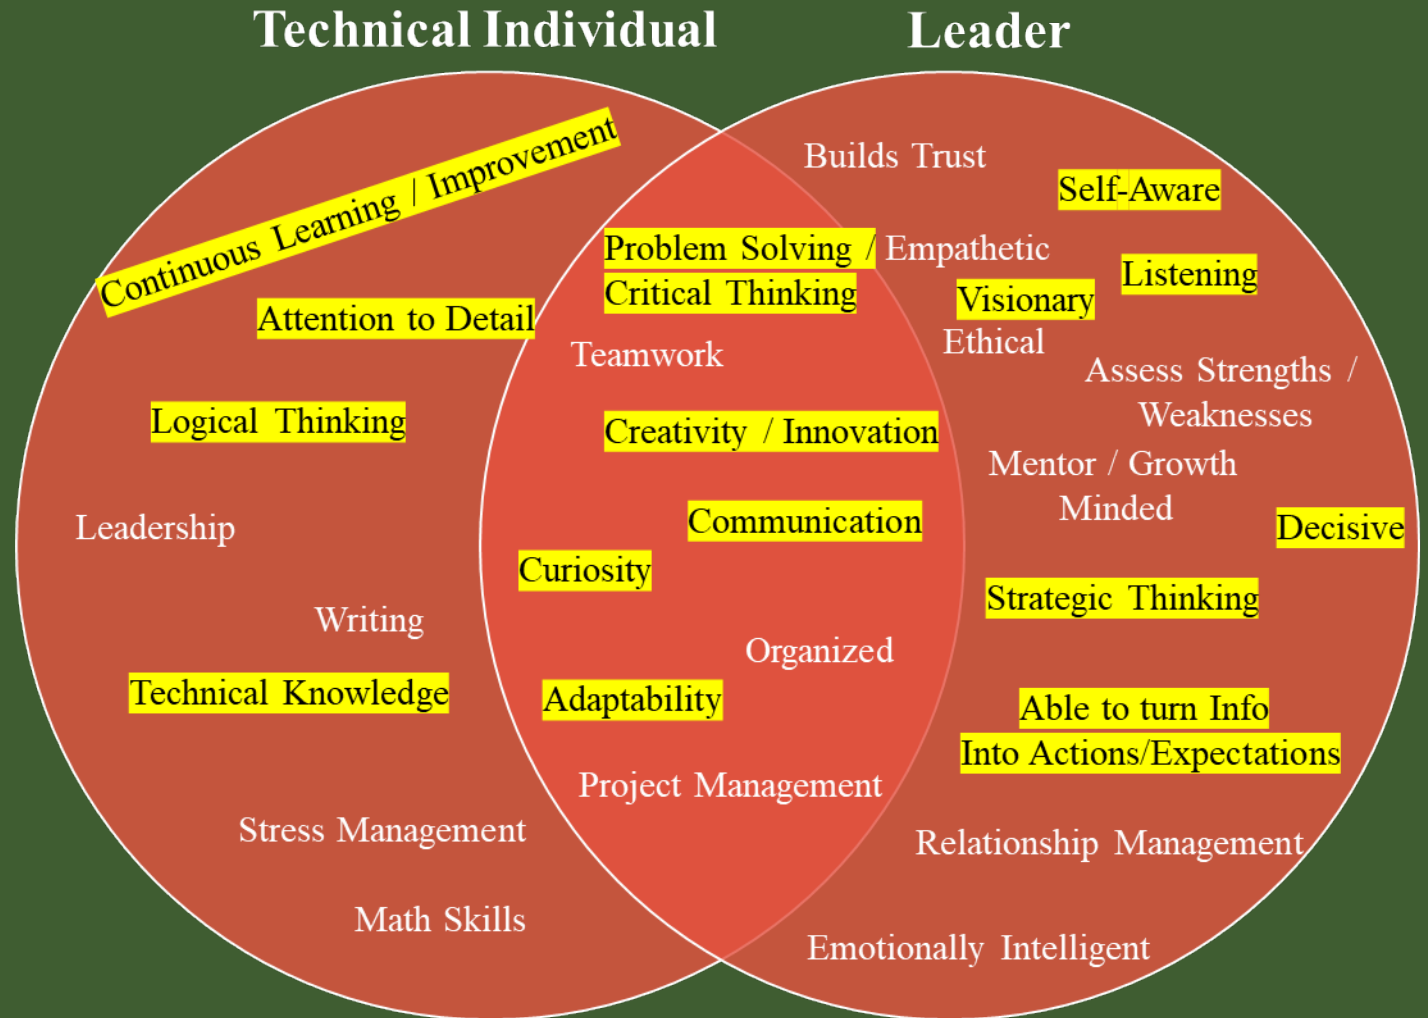 Technical Individual
Leader
Continuous Learning / Improvement
Attention to Detail
Logical Thinking
Leadership
Writing
Technical Knowledge
Stress Management
Math Skills
Problem Solving /
Critical Thinking
Teamwork
Creativity / Innovation
Communication
Curiosity
Organized
Adaptability
Project Management
Builds Trust
Self-Aware
Empathetic
Listening
Visionary
Ethical
Assess Strengths /
Weaknesses
Mentor / Growth
Minded
Decisive
Strategic Thinking
Able to turn Info
Into Actions/Expectations
Relationship Management
Emotionally Intelligent